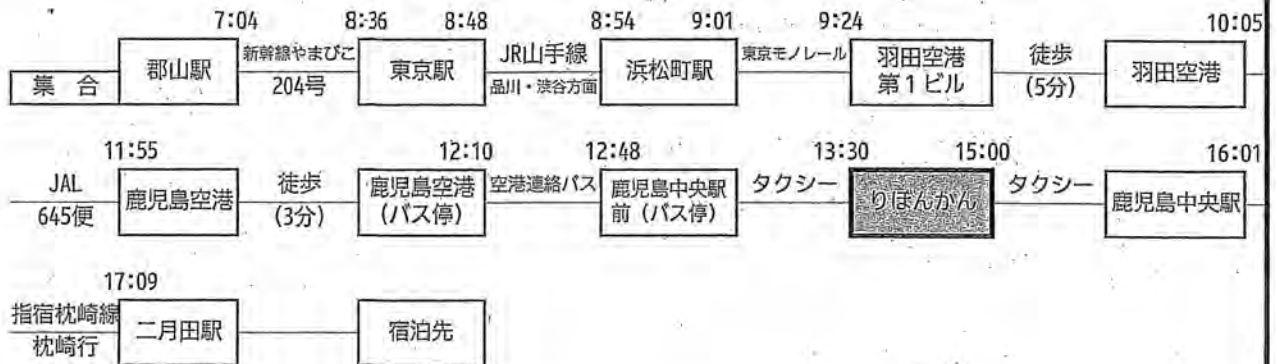 7:04 8:36 8:48 8:54 9:01 9:24 10:05
集合 郡山駅 新幹線やまびこ 204号 東京駅 JR山手線 品川・渋谷方面 浜松町駅 東京モノレール 羽田空港 第1ビル 徒歩 (5分) 羽田空港
11:55 12:10 12:48 13:30 15:00 16:01
JAL 645便 鹿児島空港 徒歩 (3分) 鹿児島空港 (バス停) 空港連絡バス 鹿児島中央駅 前(バス停) タクシー りぼんかん タクシー 鹿児島中央駅
17:09
指宿枕崎線 枕崎行 二月田駅 宿泊先